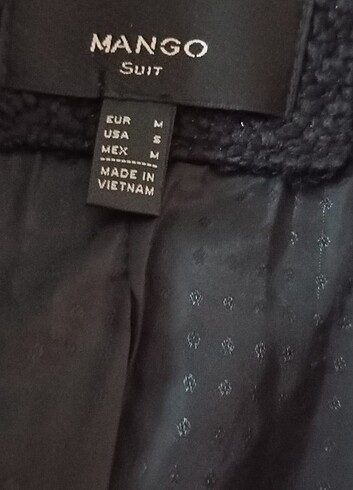 MANGO
SUIT
EUR M
USA S
MEX M
MADE IN
VIETNAM